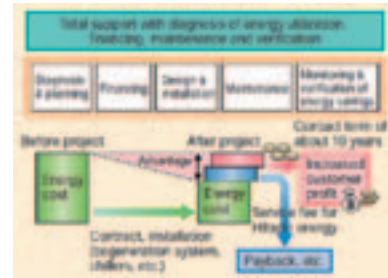 Total support with diagnosis of energy utilization,
financing, maintenance and verification
Diagnosis
& planning
Financing
Design &
installation
Maintenance
Monitoring &
verification of
energy savings
Contract term of
about 10 years
Before project
After project
Advantage
Energy
cost
Energy
cost
Increased
customer
profit
Service fee for
Hitachi energy
Contract, installation
(cogeneration system,
chillers, etc.)
Payback, etc.